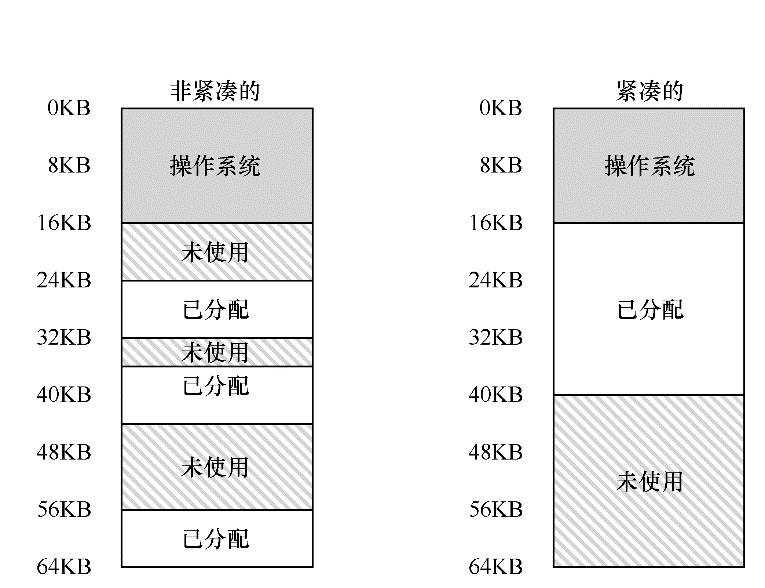 非紧凑的
0KB
操作系统
8KB
16KB
未使用
24KB
已分配
32KB
未使用
已分配
40KB
48KB
未使用
56KB
已分配
64KB
紧凑的
0KB
操作系统
8KB
16KB
24KB
已分配
32KB
40KB
48KB
未使用
56KB
64KB